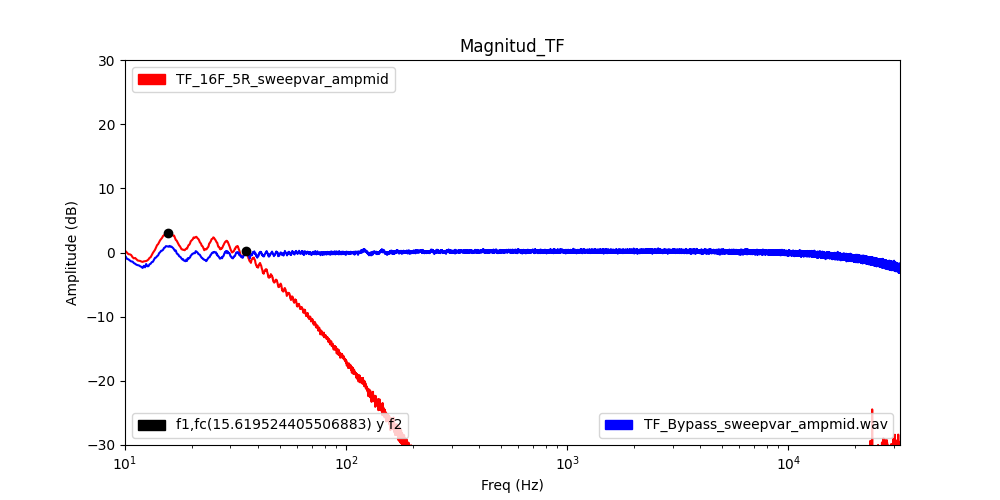 Magnitud_TF
30
20
10
0
−10
−20
−30
Amplitude (dB)
TF_16F_5R_sweepvar_ampmid
f1,fc(15.619524405506883) y f2
TF_Bypass_sweepvar_ampmid.wav
10¹ 10² 10³ 10⁴
Freq (Hz)